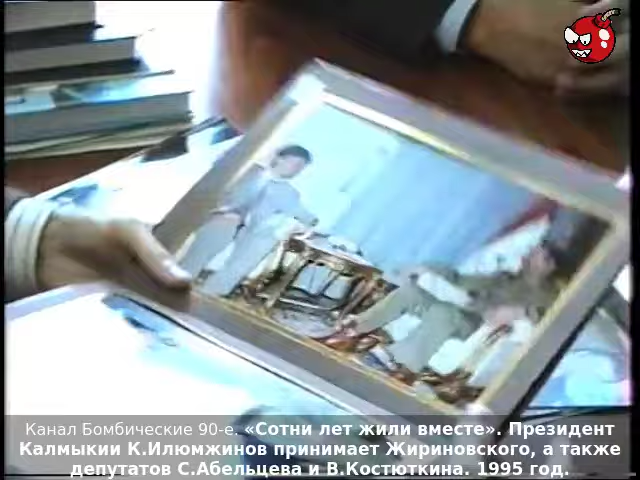 Канал Бомбические 90-е. «Сотни лет жили вместе». Президент
Калмыкии К.Илюмжинов принимает Жириновского, а также
депутатов С.Абельцева и В.Костюткина. 1995 год.